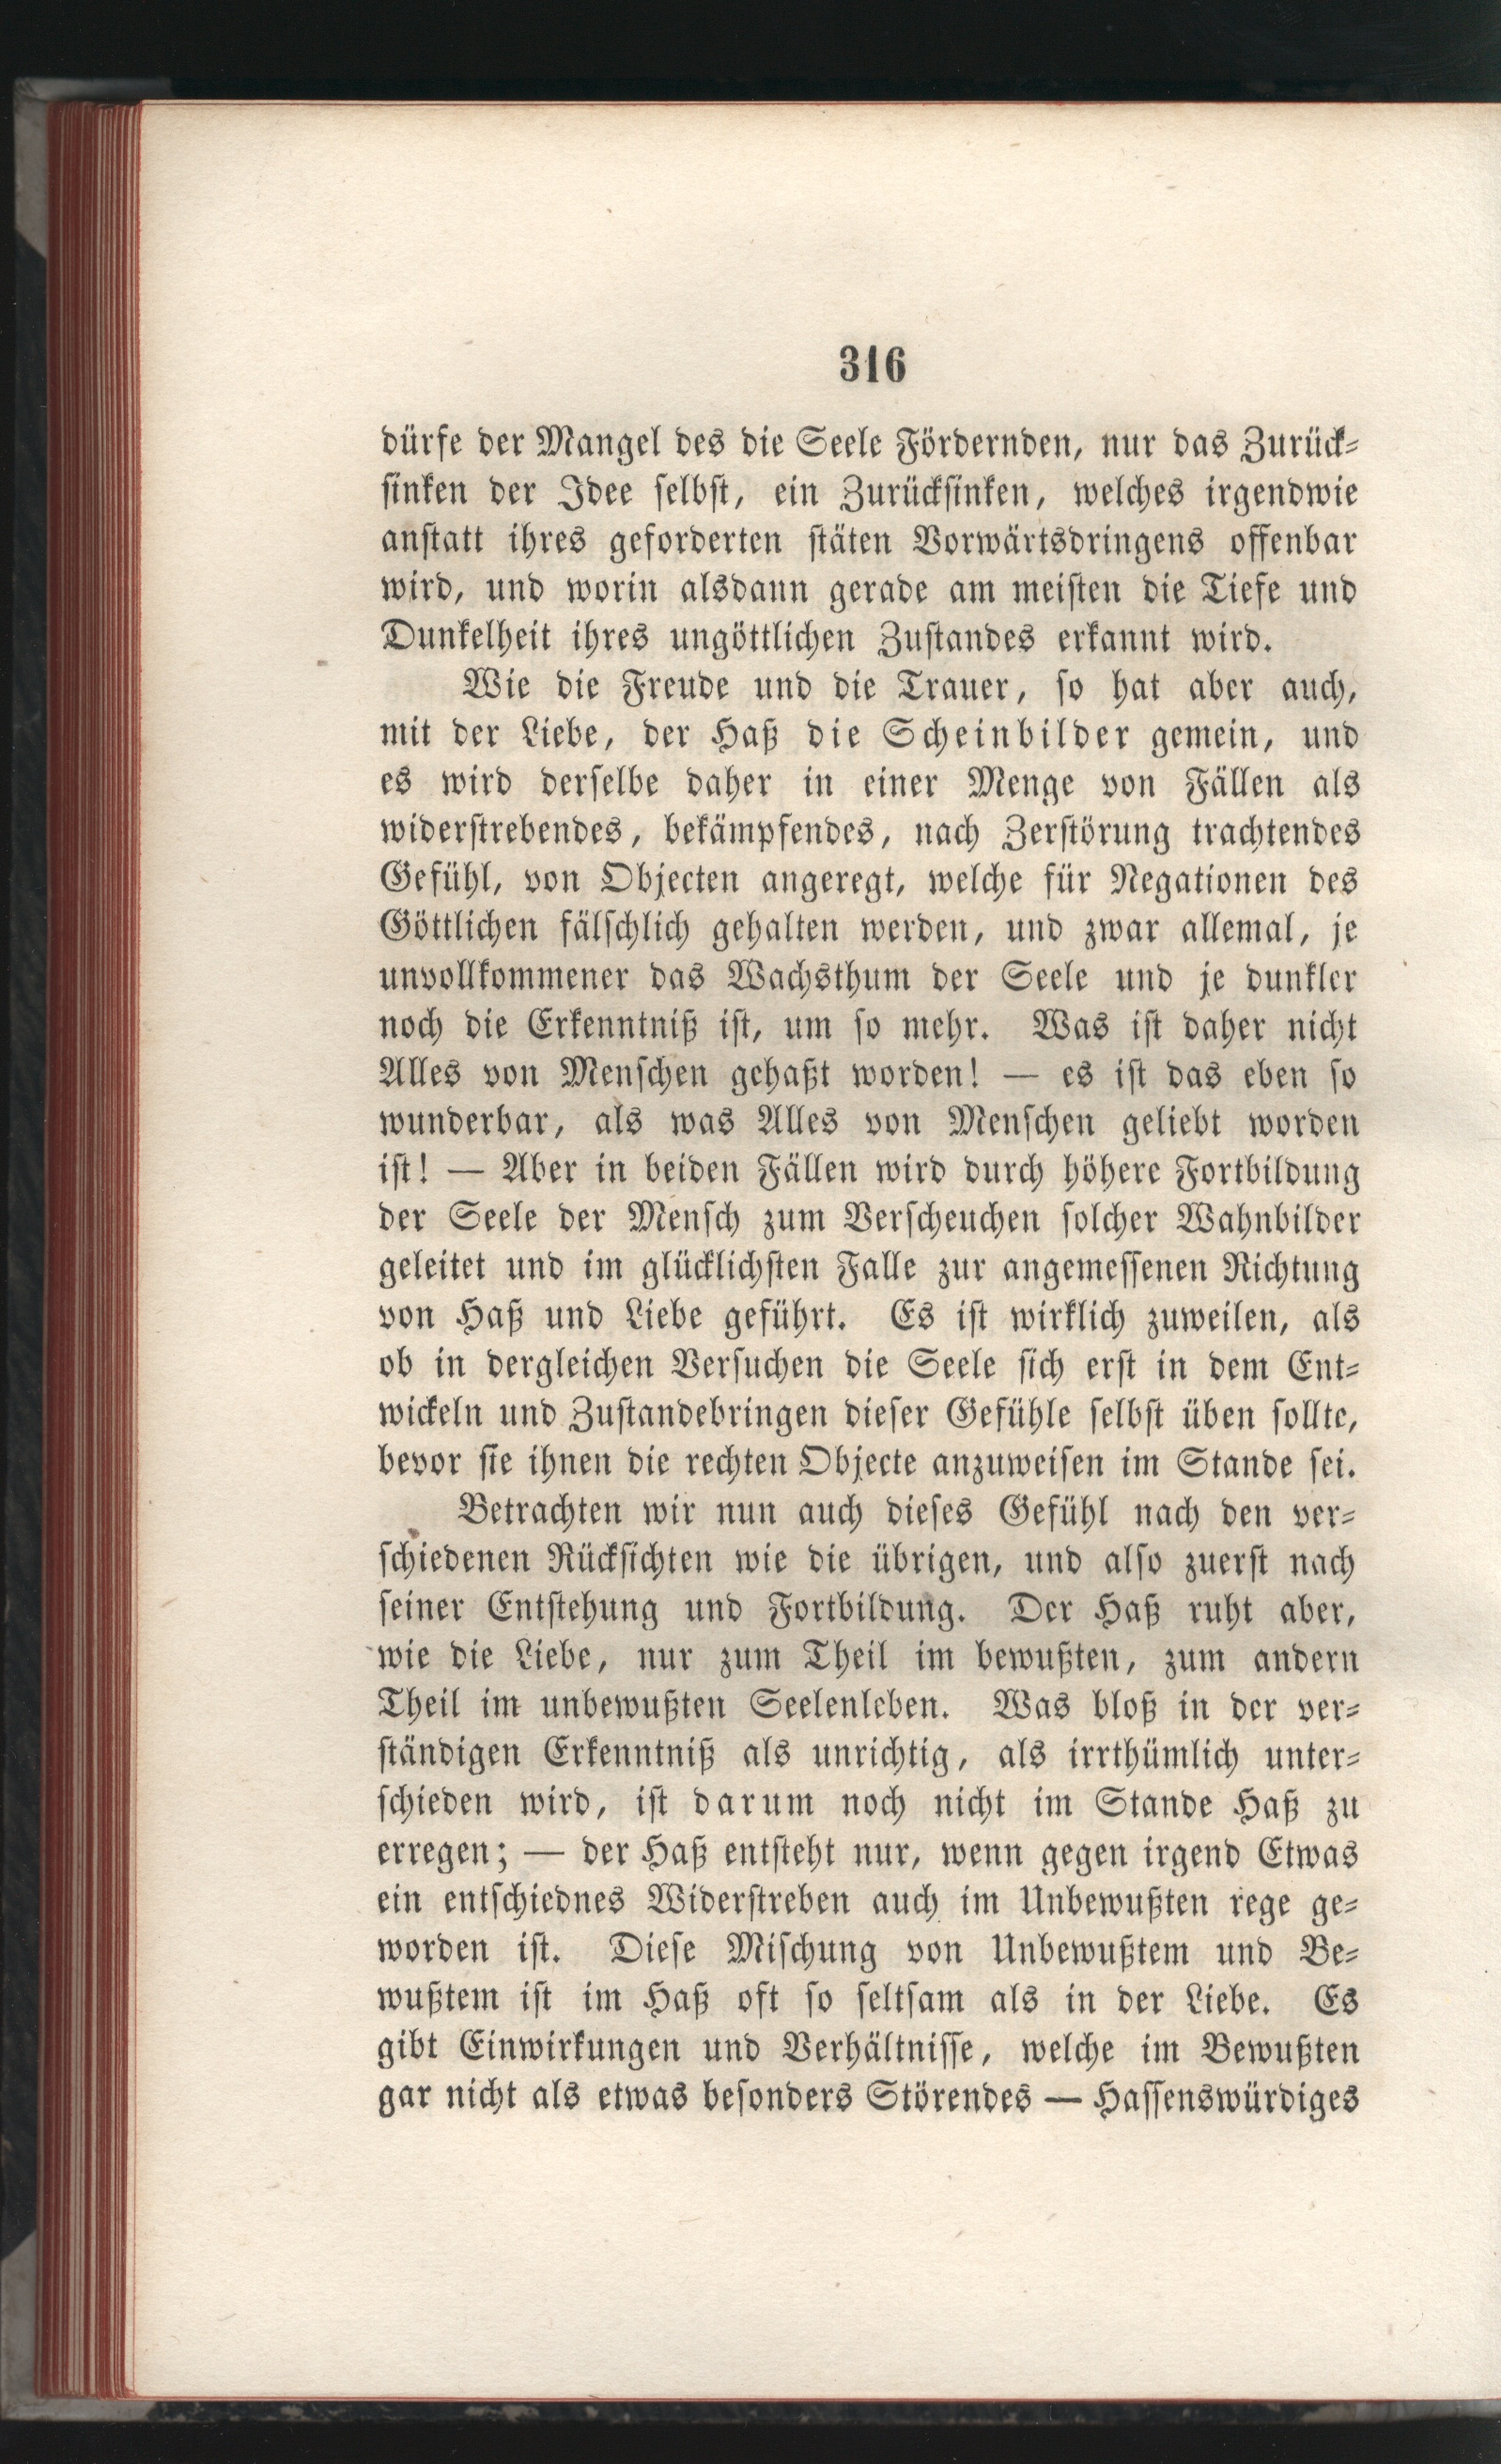 316
dürfe der Mangel des die Seele Fördernden, nur das Zurück-
sinken der Idee selbst, ein Zurücksinken, welches irgendwie
anstatt ihres geforderten stäten Vorwärtsdringens offenbar
wird, und worin alsdann gerade am meisten die Tiefe und
Dunkelheit ihres ungöttlichen Zustandes erkannt wird.
Wie die Freude und die Trauer, so hat aber auch,
mit der Liebe, der Haß die Scheinbilder gemein, und
es wird derselbe daher in einer Menge von Fällen als
widerstrebendes, bekämpfendes, nach Zerstörung trachtendes
Gefühl, von Objecten angeregt, welche für Negationen des
Göttlichen fälschlich gehalten werden, und zwar allemal, je
unvollkommener das Wachsthum der Seele und je dunkler
noch die Erkenntniß ist, um so mehr. Was ist daher nicht
Alles von Menschen gehaßt worden! — es ist das eben so
wunderbar, als was Alles von Menschen geliebt worden
ist! — Aber in beiden Fällen wird durch höhere Fortbildung
der Seele der Mensch zum Verscheuchen solcher Wahnbilder
geleitet und im glücklichsten Falle zur angemessenen Richtung
von Haß und Liebe geführt. Es ist wirklich zuweilen, als
ob in dergleichen Versuchen die Seele sich erst in dem Ent-
wickeln und Zustandebringen dieser Gefühle selbst üben sollte,
bevor sie ihnen die rechten Objecte anzuweisen im Stande sei.
Betrachten wir nun auch dieses Gefühl nach den ver-
schiedenen Rücksichten wie die übrigen, und also zuerst nach
seiner Entstehung und Fortbildung. Der Haß ruht aber,
wie die Liebe, nur zum Theil im bewußten, zum andern
Theil im unbewußten Seelenleben. Was bloß in der ver-
ständigen Erkenntniß als unrichtig, als irrthümlich unter-
schieden wird, ist darum noch nicht im Stande Haß zu
erregen; — der Haß entsteht nur, wenn gegen irgend Etwas
ein entschiednes Widerstreben auch im Unbewußten rege ge-
worden ist. Diese Mischung von Unbewußtem und Be-
wußtem ist im Haß oft so seltsam als in der Liebe. Es
gibt Einwirkungen und Verhältnisse, welche im Bewußten
gar nicht als etwas besonders Störendes — Hassenswürdiges